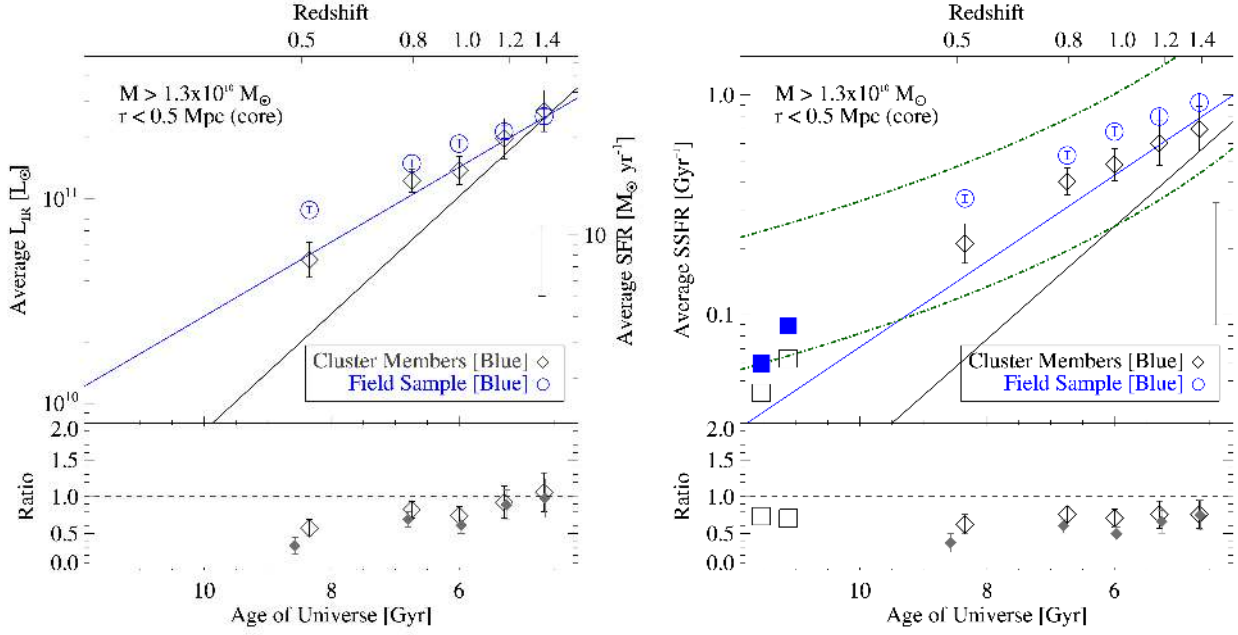 Redshift
0.5 0.8 1.0 1.2 1.4
M > 1.3x10¹⁰ M☉
r < 0.5 Mpc (core)
Average L_IR [L☉]
10¹¹
10¹⁰
10
Average SFR [M☉ yr⁻¹]
Cluster Members [Blue]
Field Sample [Blue]
Ratio
2.0
1.5
1.0
0.5
0.0
10 8 6
Age of Universe [Gyr]
Redshift
0.5 0.8 1.0 1.2 1.4
M > 1.3x10¹⁰ M☉
r < 0.5 Mpc (core)
Average SSFR [Gyr⁻¹]
1.0
0.1
Cluster Members [Blue]
Field Sample [Blue]
Ratio
2.0
1.5
1.0
0.5
0.0
10 8 6
Age of Universe [Gyr]